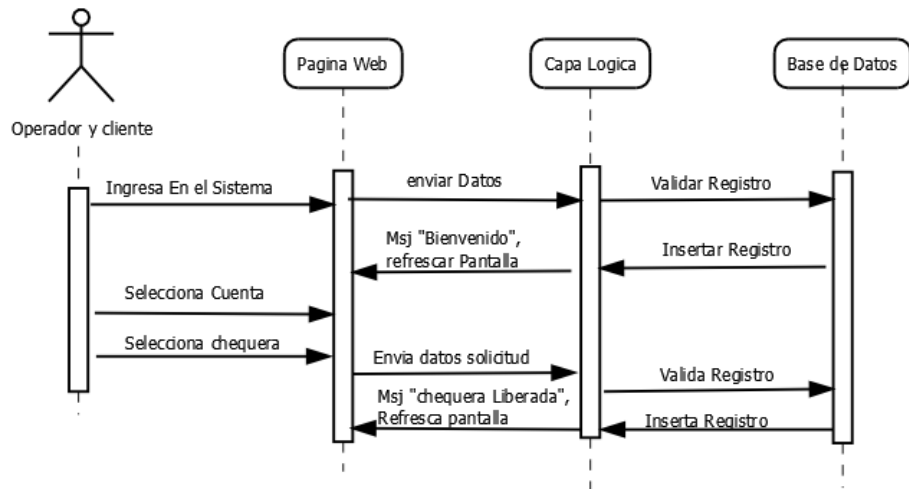 Pagina Web
Capa Logica
Base de Datos
Operador y cliente
Ingresa En el Sistema
enviar Datos
Validar Registro
Msj "Bienvenido",
refrescar Pantalla
Insertar Registro
Selecciona Cuenta
Selecciona chequera
Envia datos solicitud
Valida Registro
Msj "chequera Liberada",
Refresca pantalla
Inserta Registro